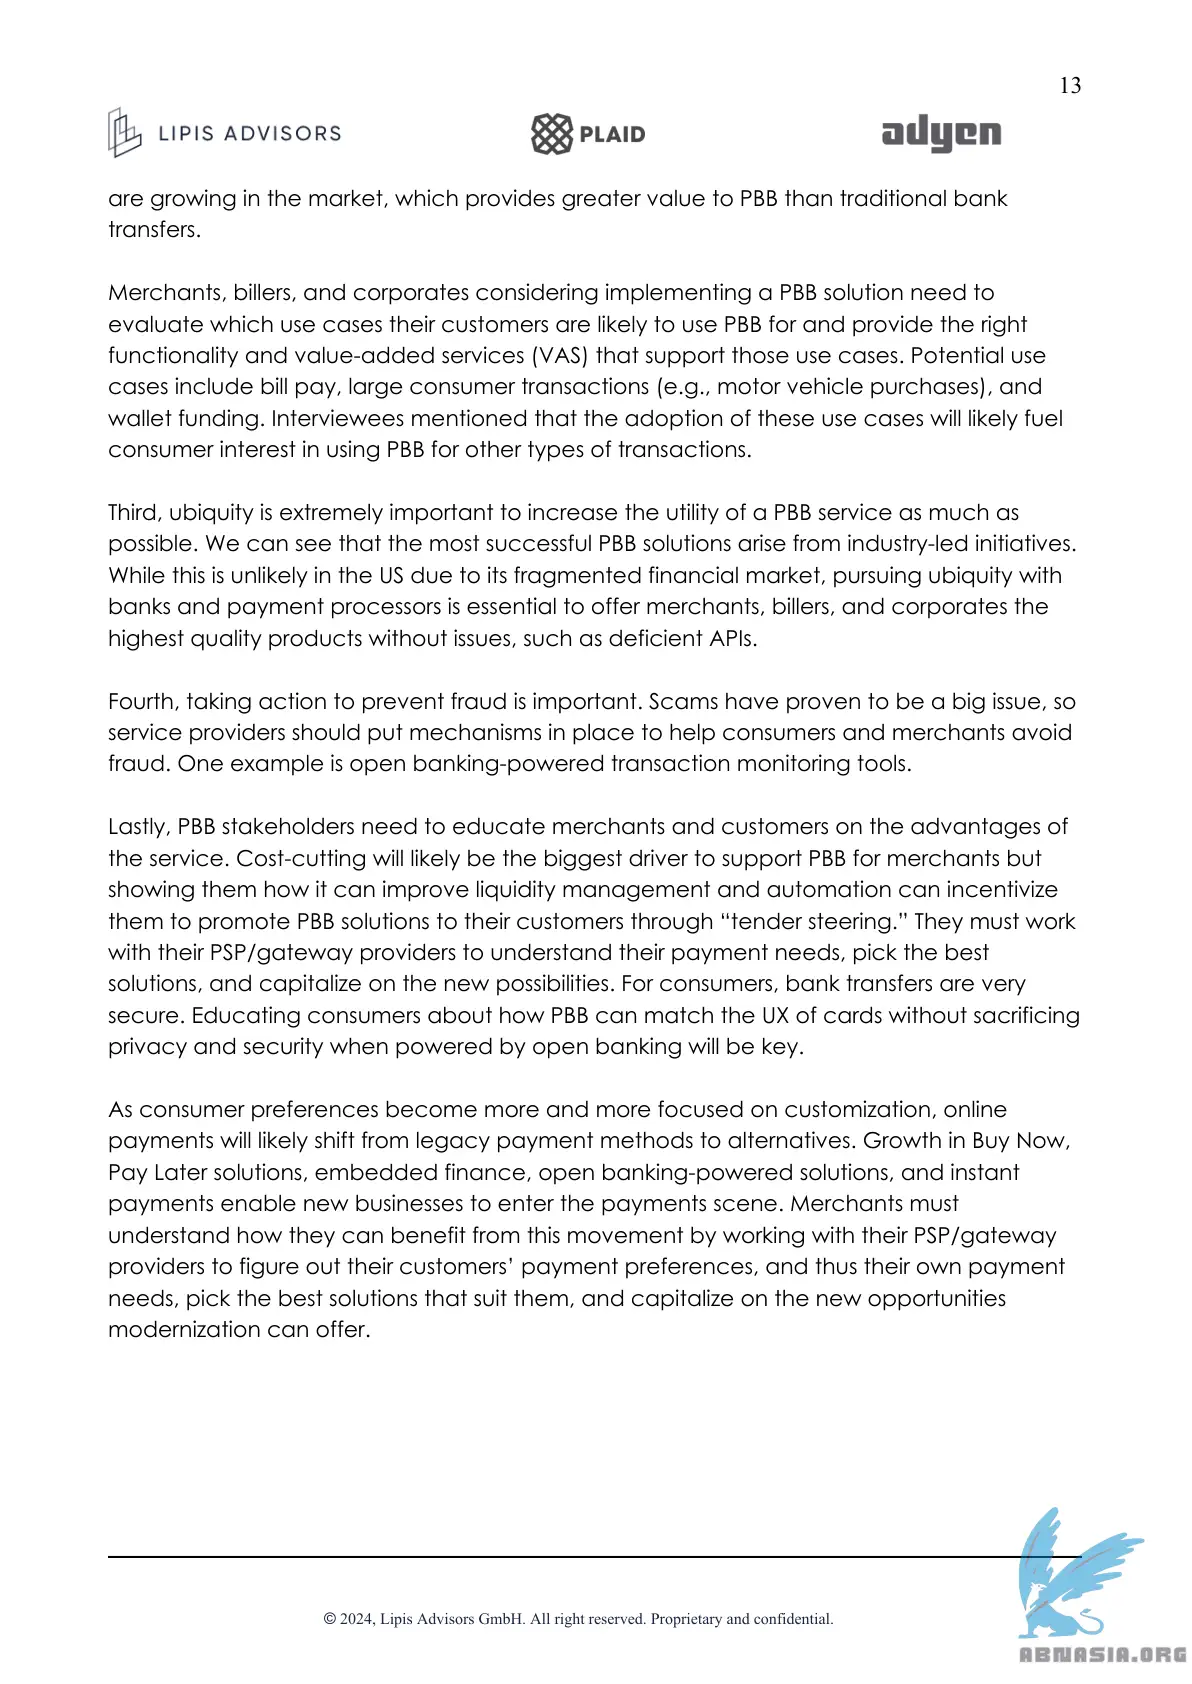 13
LIPIS ADVISORS
PLAID
adyen
are growing in the market, which provides greater value to PBB than traditional bank
transfers.
Merchants, billers, and corporates considering implementing a PBB solution need to
evaluate which use cases their customers are likely to use PBB for and provide the right
functionality and value-added services (VAS) that support those use cases. Potential use
cases include bill pay, large consumer transactions (e.g., motor vehicle purchases), and
wallet funding. Interviewees mentioned that the adoption of these use cases will likely fuel
consumer interest in using PBB for other types of transactions.
Third, ubiquity is extremely important to increase the utility of a PBB service as much as
possible. We can see that the most successful PBB solutions arise from industry-led initiatives.
While this is unlikely in the US due to its fragmented financial market, pursuing ubiquity with
banks and payment processors is essential to offer merchants, billers, and corporates the
highest quality products without issues, such as deficient APIs.
Fourth, taking action to prevent fraud is important. Scams have proven to be a big issue, so
service providers should put mechanisms in place to help consumers and merchants avoid
fraud. One example is open banking-powered transaction monitoring tools.
Lastly, PBB stakeholders need to educate merchants and customers on the advantages of
the service. Cost-cutting will likely be the biggest driver to support PBB for merchants but
showing them how it can improve liquidity management and automation can incentivize
them to promote PBB solutions to their customers through “tender steering.” They must work
with their PSP/gateway providers to understand their payment needs, pick the best
solutions, and capitalize on the new possibilities. For consumers, bank transfers are very
secure. Educating consumers about how PBB can match the UX of cards without sacrificing
privacy and security when powered by open banking will be key.
As consumer preferences become more and more focused on customization, online
payments will likely shift from legacy payment methods to alternatives. Growth in Buy Now,
Pay Later solutions, embedded finance, open banking-powered solutions, and instant
payments enable new businesses to enter the payments scene. Merchants must
understand how they can benefit from this movement by working with their PSP/gateway
providers to figure out their customers’ payment preferences, and thus their own payment
needs, pick the best solutions that suit them, and capitalize on the new opportunities
modernization can offer.
© 2024, Lipis Advisors GmbH. All right reserved. Proprietary and confidential.
ABNASIA.ORG